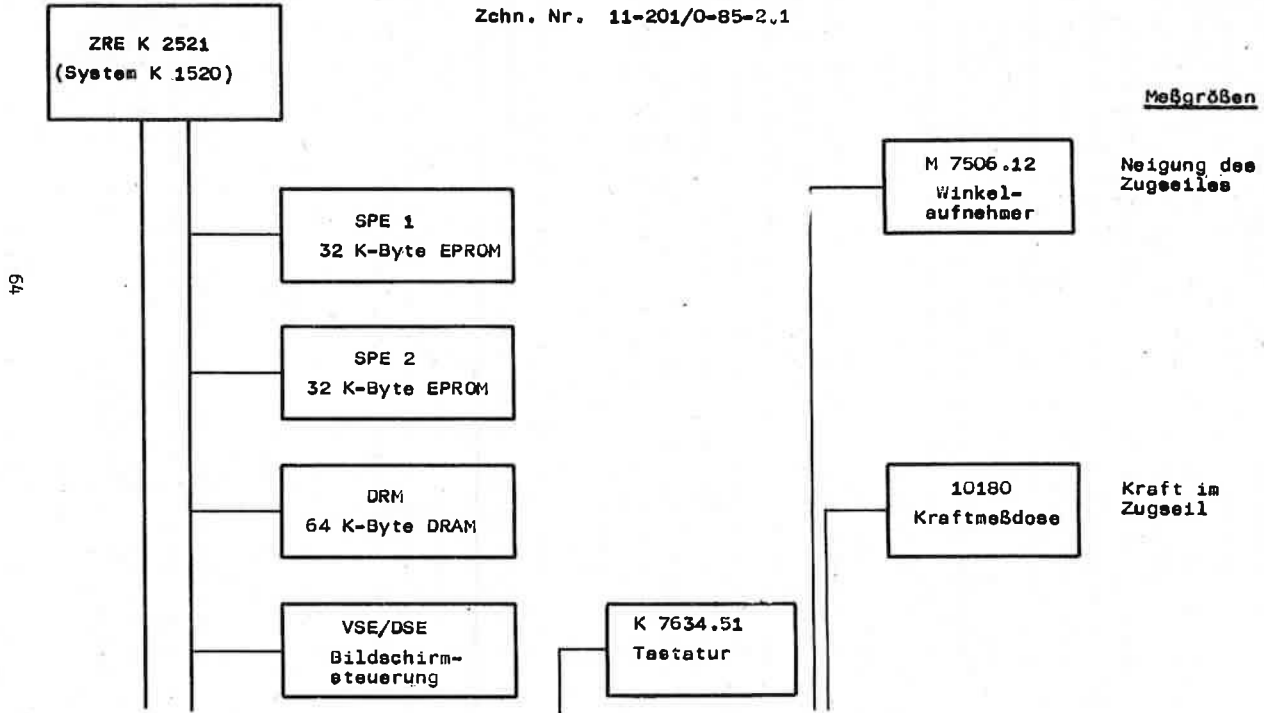 Zchn. Nr. 11-201/0-85-2.1
ZRE K 2521
(System K 1520)
Meßgrößen
M 7506.12
Winkel-
aufnehmer
Neigung des
Zugseiles
SPE 1
32 K-Byte EPROM
64
SPE 2
32 K-Byte EPROM
DRM
64 K-Byte DRAM
10180
Kraftmeßdose
Kraft im
Zugseil
VSE/DSE
Bildschirm-
steuerung
K 7634.51
Tastatur